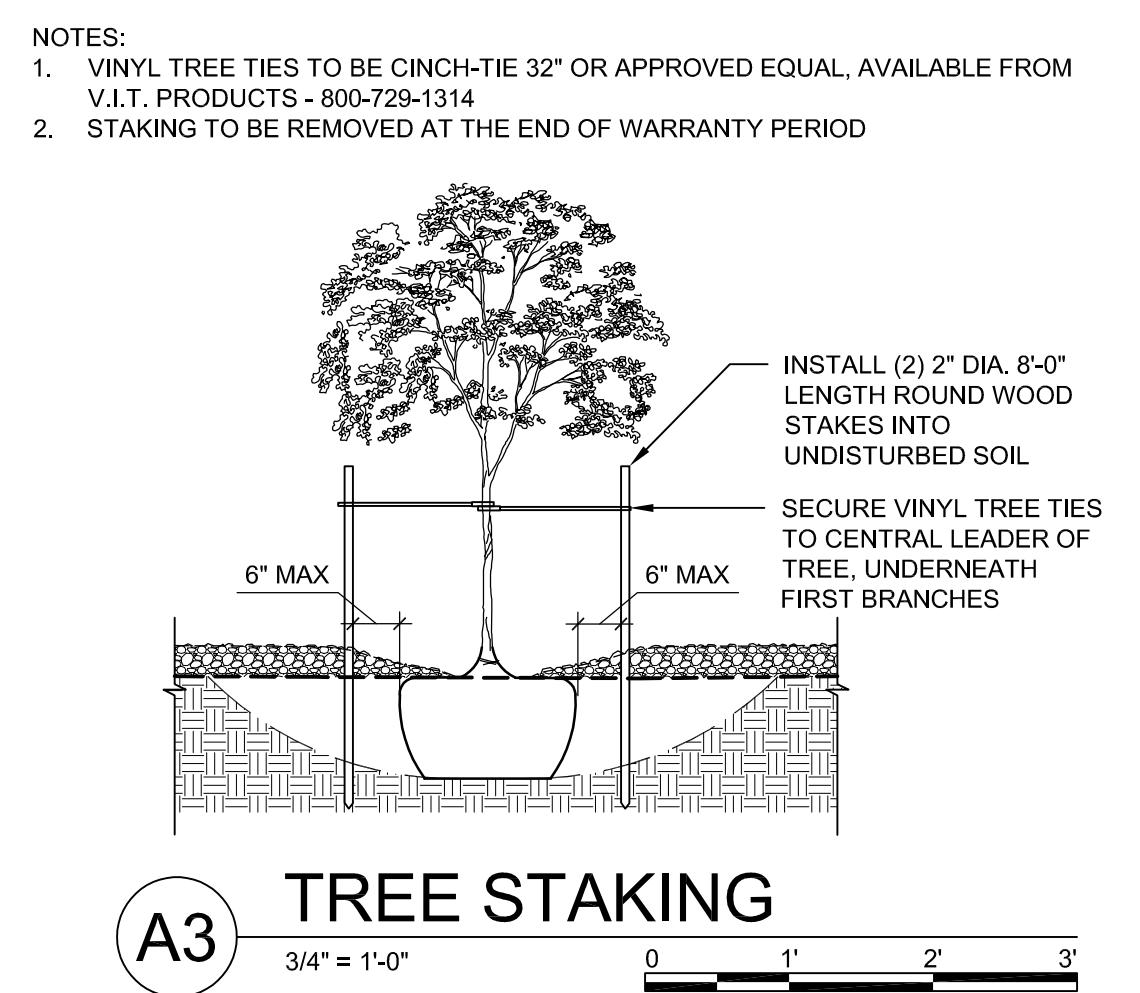 NOTES:
1. VINYL TREE TIES TO BE CINCH-TIE 32" OR APPROVED EQUAL, AVAILABLE FROM
V.I.T. PRODUCTS - 800-729-1314
2. STAKING TO BE REMOVED AT THE END OF WARRANTY PERIOD
INSTALL (2) 2" DIA. 8'-0"
LENGTH ROUND WOOD
STAKES INTO
UNDISTURBED SOIL
SECURE VINYL TREE TIES
TO CENTRAL LEADER OF
TREE, UNDERNEATH
FIRST BRANCHES
6" MAX
6" MAX
A3
TREE STAKING
3/4" = 1'-0"
0 1' 2' 3'